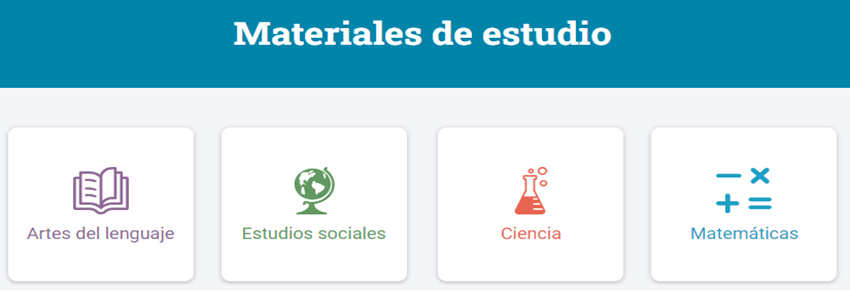 Materiales de estudio
Artes del lenguaje
Estudios sociales
Ciencia
Matemáticas